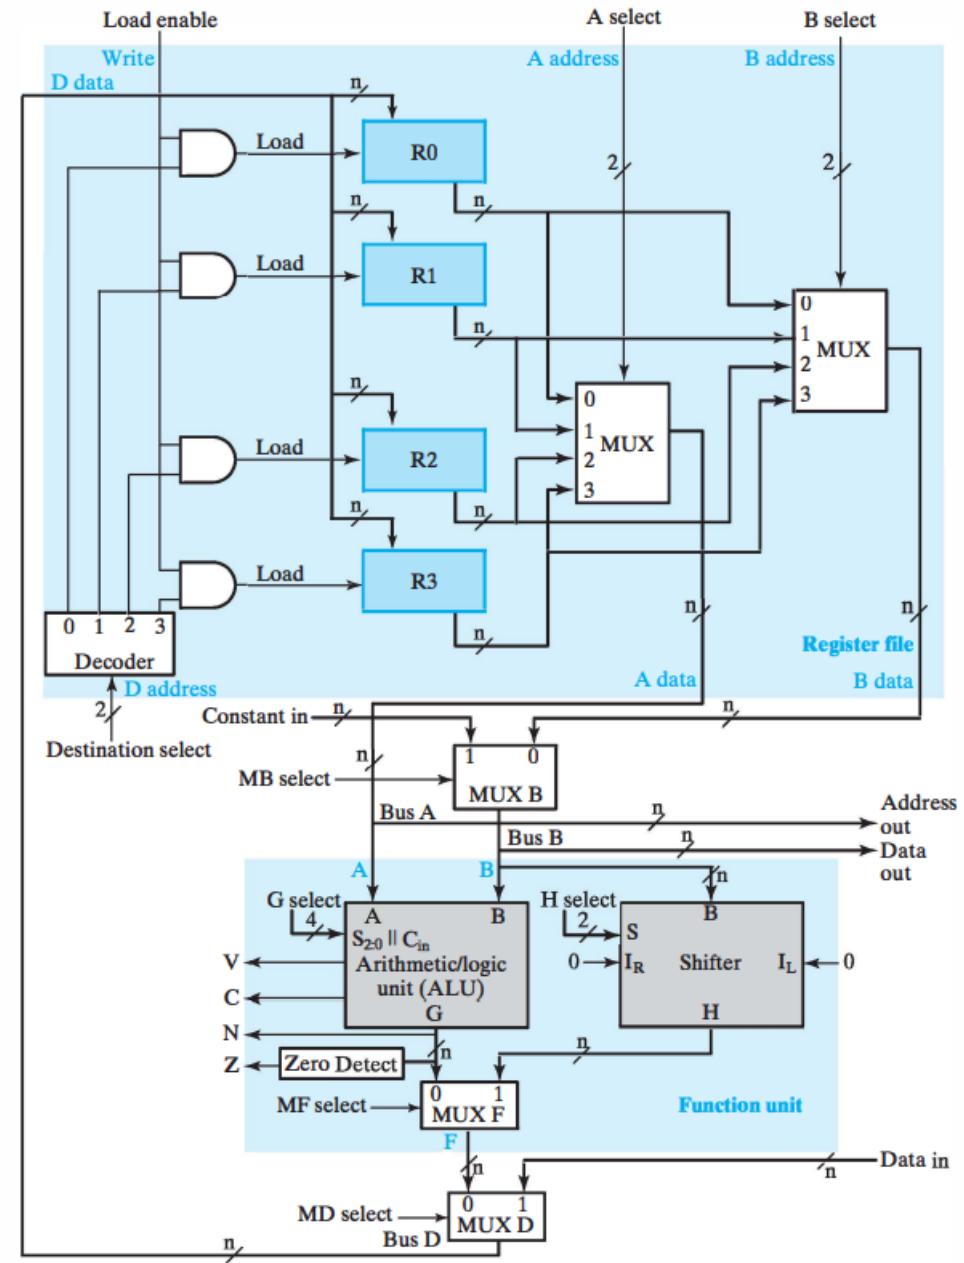 Load enable
A select
B select
Write
A address
B address
D data
n
Load
R0
2
2
n
n
Load
R1
n
0
1
MUX
2
3
n
0
1
MUX
2
3
Load
R2
n
n
Load
R3
n
n
n
0 1 2 3
Decoder
Register file
D address
A data
B data
2
Destination select
Constant in
n
n
1 0
MUX B
MB select
n
Bus A
n
Address
out
Bus B
n
Data
out
A
B
n
G select
4
A
B
S2:0 || Cin
Arithmetic/logic
unit (ALU)
G
H select
2
B
S
0
IR
Shifter
IL
0
H
V
C
N
Z
Zero Detect
n
n
0 1
MUX F
MF select
Function unit
F
n
Data in
n
0 1
MUX D
MD select
Bus D
n